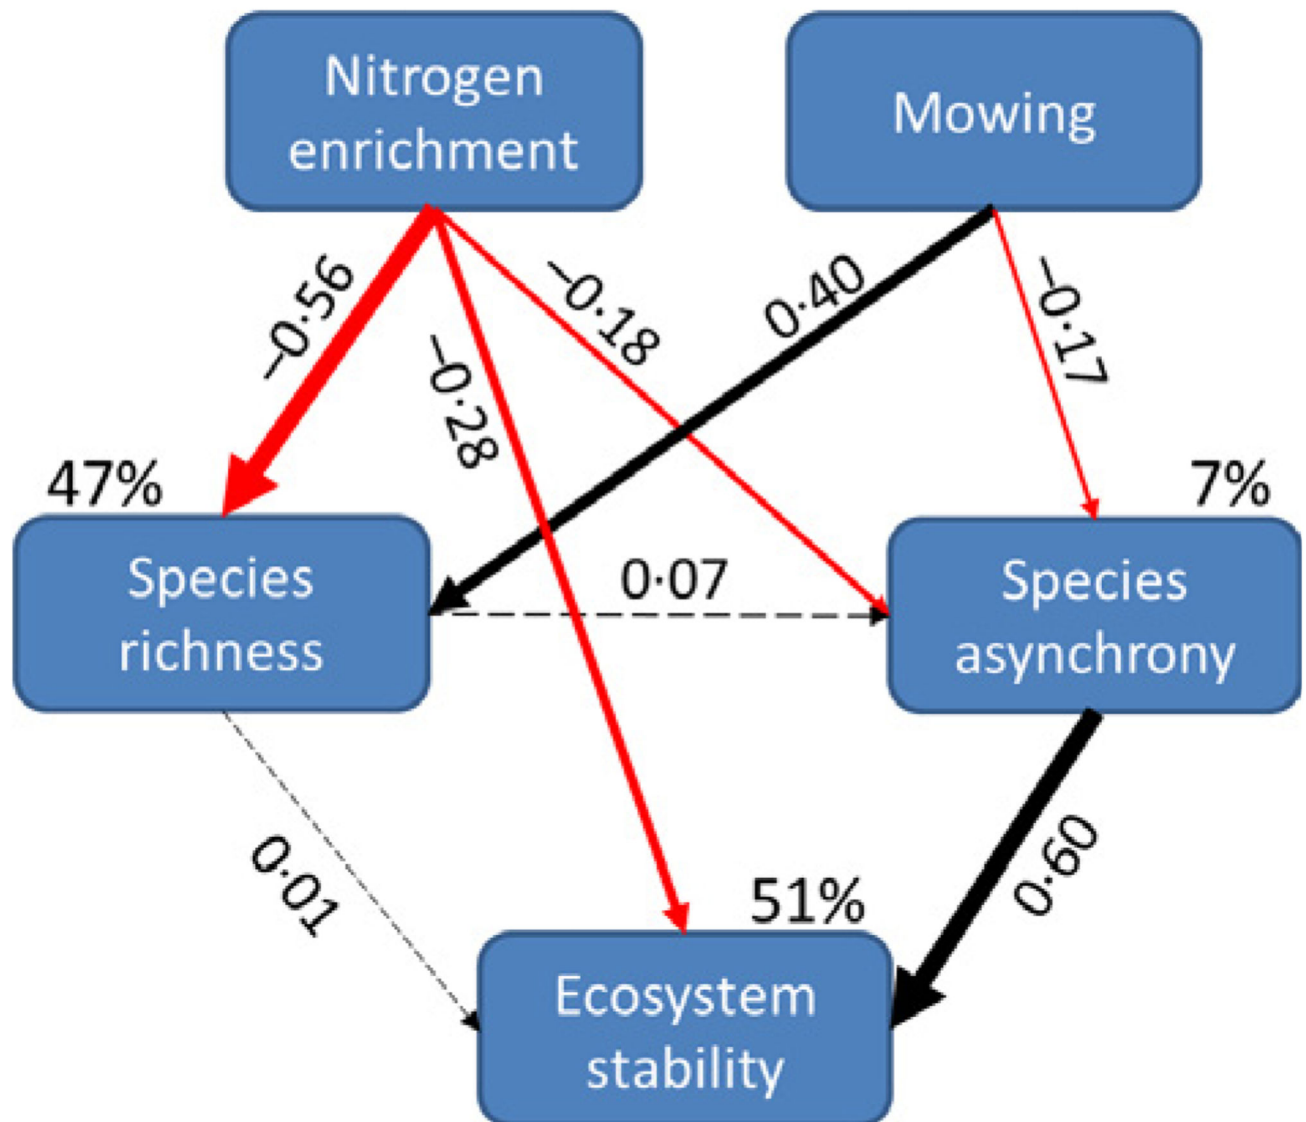 Nitrogen
enrichment
Mowing
–0·56
–0·18
0·40
–0·17
–0·28
47%
7%
Species
richness
0·07
Species
asynchrony
0·01
0·60
51%
Ecosystem
stability